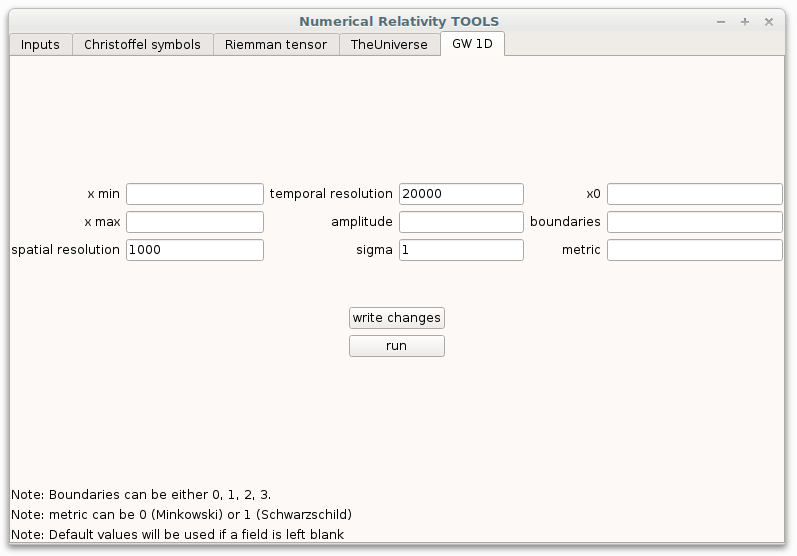 Numerical Relativity TOOLS
Inputs Christoffel symbols Riemman tensor TheUniverse GW 1D
x min temporal resolution 20000 x0
x max amplitude boundaries
spatial resolution 1000 sigma 1 metric
write changes
run
Note: Boundaries can be either 0, 1, 2, 3.
Note: metric can be 0 (Minkowski) or 1 (Schwarzschild)
Note: Default values will be used if a field is left blank